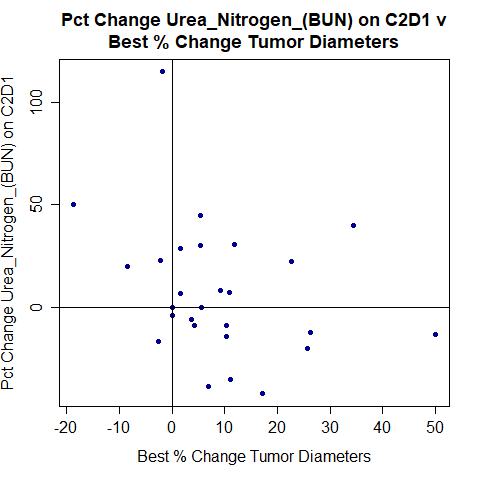 Pct Change Urea_Nitrogen_(BUN) on C2D1 v
Best % Change Tumor Diameters
Pct Change Urea_Nitrogen_(BUN) on C2D1
100
50
0
-20 -10 0 10 20 30 40 50
Best % Change Tumor Diameters